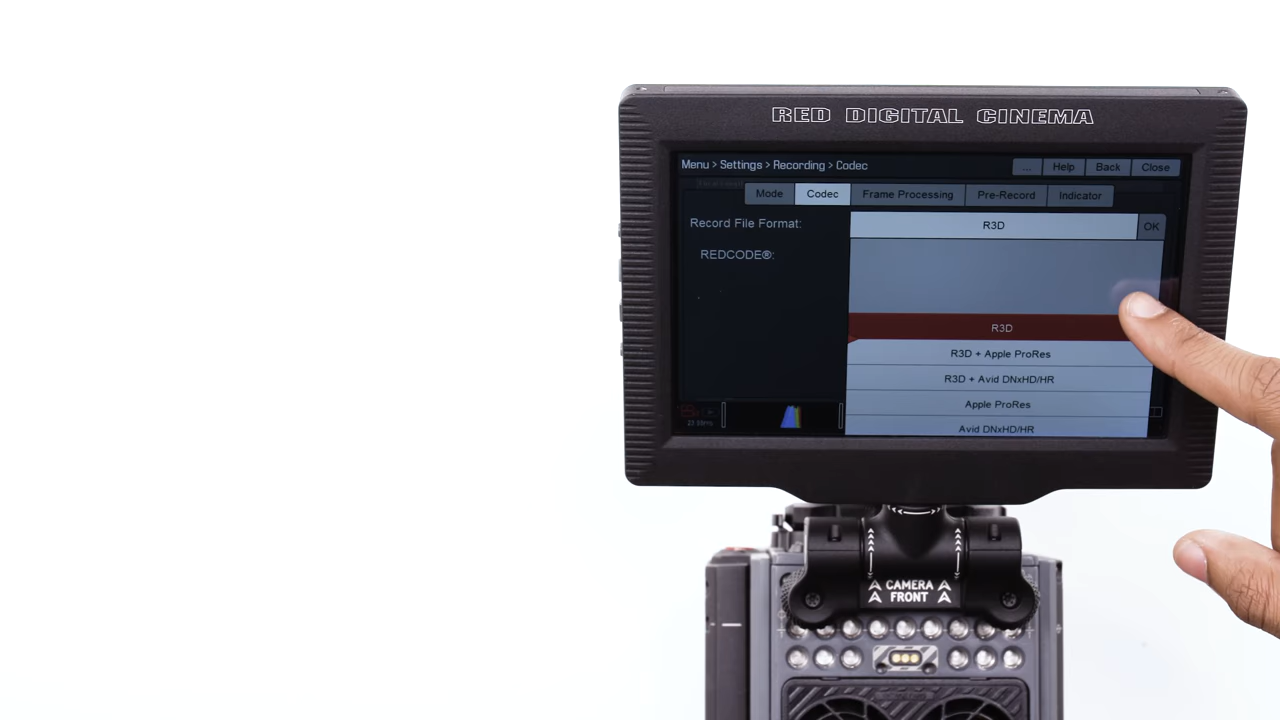 RED DIGITAL CINEMA
Menu > Settings > Recording > Codec
... Help Back Close
Mode Codec Frame Processing Pre-Record Indicator
Record File Format: R3D OK
REDCODE®:
R3D
R3D + Apple ProRes
R3D + Avid DNxHD/HR
Apple ProRes
Avid DNxHD/HR
CAMERA
FRONT